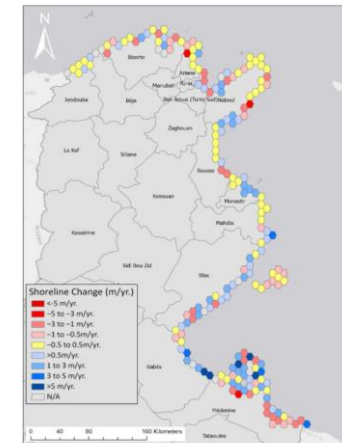 N
Bizerte
Ariana
Tunis
Manubah
Ben Arous (Tunis Sud)
Nabeul
Jendouba
Béja
Zaghouan
Le Kef
Siliana
Sousse
Kairouan
Monastir
Mahdia
Kasserine
Sidi Bou Zid
Sfax
Gabès
Médenine
Tataouine
Shoreline Change (m/yr.)
<-5 m/yr.
-5 to -3 m/yr.
-3 to -1 m/yr.
-1 to -0.5m/yr.
-0.5 to 0.5m/yr.
>0.5m/yr.
1 to 3 m/yr.
3 to 5 m/yr.
>5 m/yr.
N/A
0 40 80 160 Kilometers